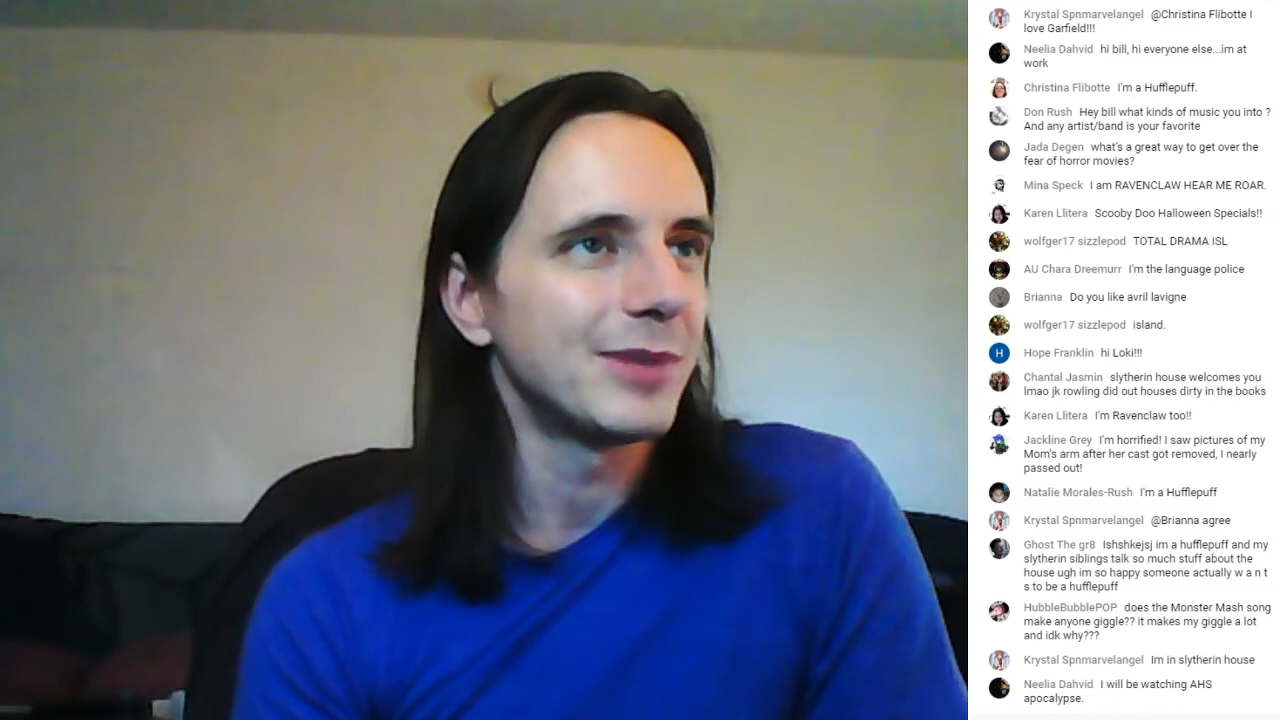 Krystal Spnmarvelangel @Christina Flibotte I
love Garfield!!!
Neelia Dahvid hi bill, hi everyone else...im at
work
Christina Flibotte I'm a Hufflepuff.
Don Rush Hey bill what kinds of music you into ?
And any artist/band is your favorite
Jada Degen what's a great way to get over the
fear of horror movies?
Mina Speck I am RAVENCLAW HEAR ME ROAR.
Karen Llitera Scooby Doo Halloween Specials!!
wolfger17 sizzlepod TOTAL DRAMA ISL
AU Chara Dreemurr I'm the language police
Brianna Do you like avril lavigne
wolfger17 sizzlepod island.
H Hope Franklin hi Loki!!!
Chantal Jasmin slytherin house welcomes you
lmao jk rowling did out houses dirty in the books
Karen Llitera I'm Ravenclaw too!!
Jackline Grey I'm horrified! I saw pictures of my
Mom's arm after her cast got removed, I nearly
passed out!
Natalie Morales-Rush I'm a Hufflepuff
Krystal Spnmarvelangel @Brianna agree
Ghost The gr8 Ishshkejsj im a hufflepuff and my
slytherin siblings talk so much stuff about the
house ugh im so happy someone actually w a n t
s to be a hufflepuff
HubbleBubblePOP does the Monster Mash song
make anyone giggle?? it makes my giggle a lot
and idk why???
Krystal Spnmarvelangel Im in slytherin house
Neelia Dahvid I will be watching AHS
apocalypse.